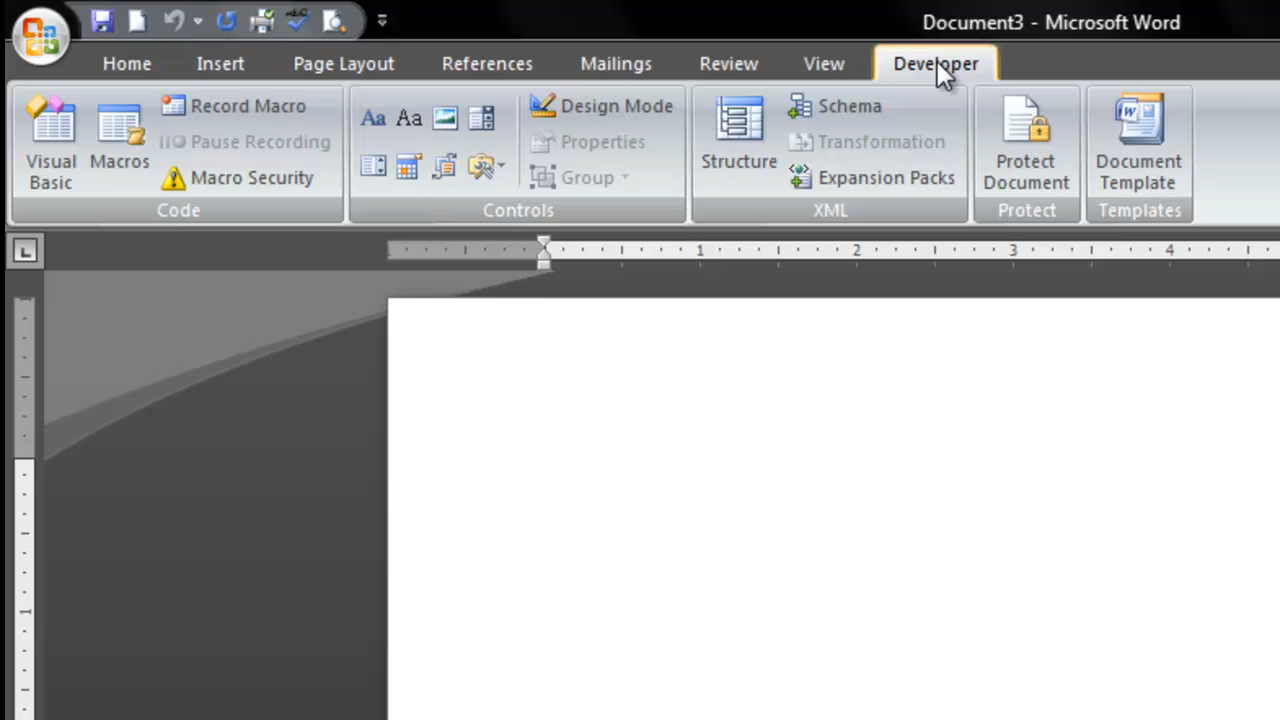 Document3 - Microsoft Word
Home Insert Page Layout References Mailings Review View Developer
Visual Basic
Macros
Record Macro
Pause Recording
Macro Security
Code
Aa Aa
Design Mode
Properties
Group
Controls
Structure
Schema
Transformation
Expansion Packs
XML
Protect Document
Protect
Document Template
Templates
L
1 2 3 4
1